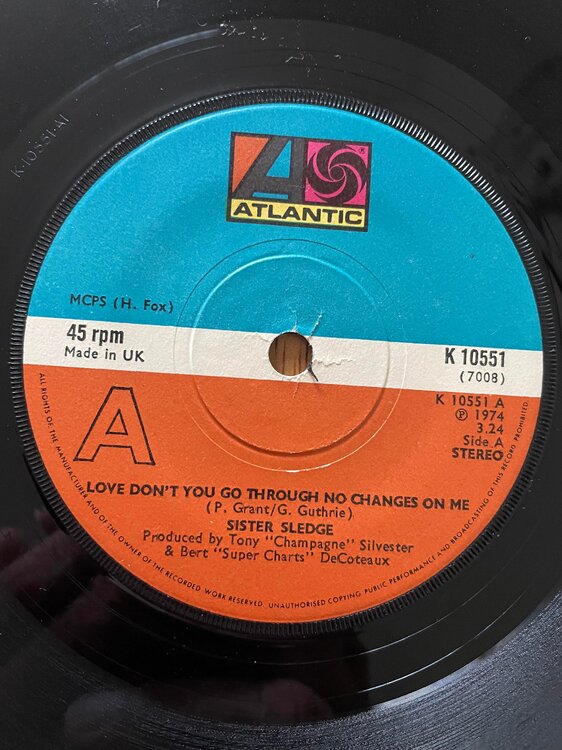 K-10551-A1
ATLANTIC
®
MCPS (H. Fox)
45 rpm
Made in UK
K 10551
(7008)
K 10551 A
℗ 1974
3.24
Side A
STEREO
A
LOVE DON'T YOU GO THROUGH NO CHANGES ON ME
(P. Grant/G. Guthrie)
SISTER SLEDGE
Produced by Tony "Champagne" Silvester
& Bert "Super Charts" DeCoteaux
ALL RIGHTS OF THE MANUFACTURER AND OF THE OWNER OF THE RECORDED WORK RESERVED. UNAUTHORISED COPYING PUBLIC PERFORMANCE AND BROADCASTING OF THIS RECORD PROHIBITED.